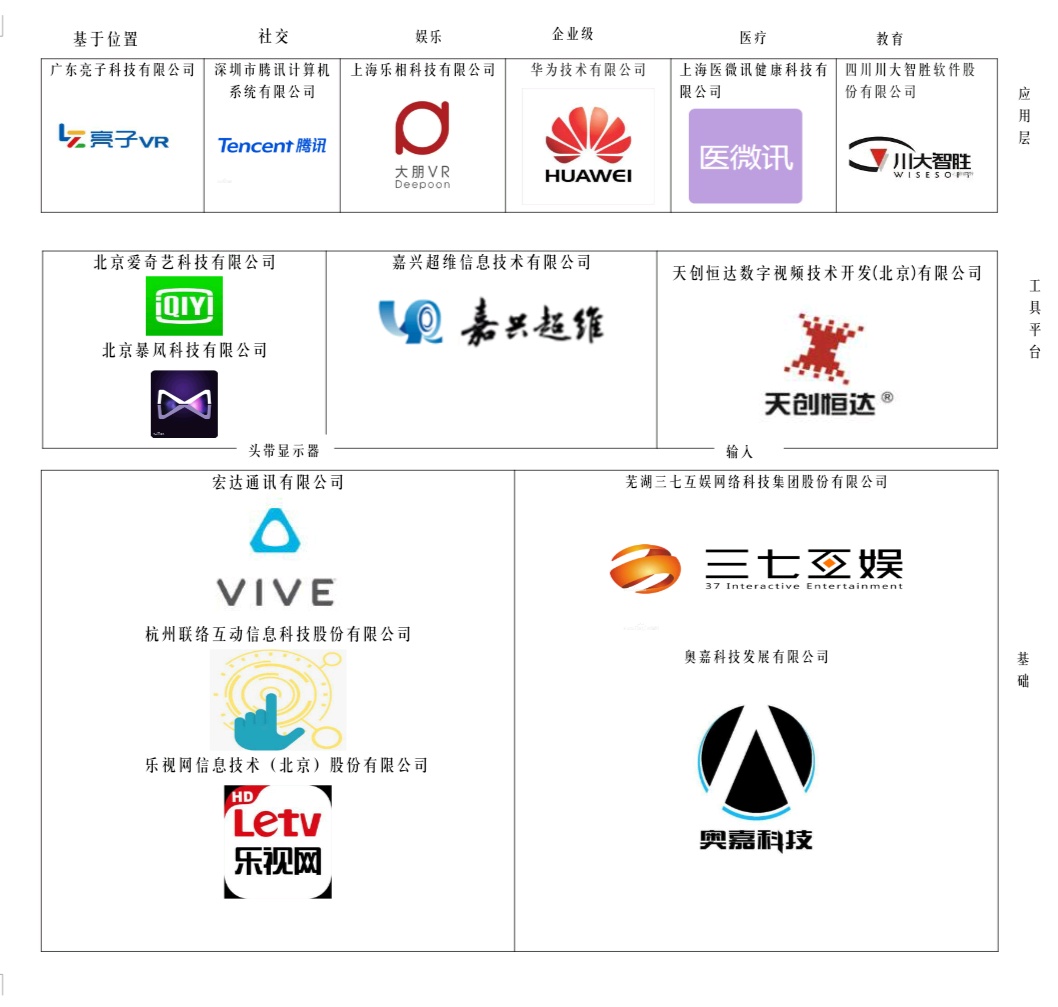 基于位置
社交
娱乐
企业级
医疗
教育
广东亮子科技有限公司
深圳市腾讯计算机
系统有限公司
上海乐相科技有限公司
华为技术有限公司
上海医微讯健康科技有
限公司
四川川大智胜软件股
份有限公司
亮子VR
Tencent 腾讯
大朋VR
Deepoon
HUAWEI
医微讯
川大智胜
WISESOFT
应用层
北京爱奇艺科技有限公司
iQIYI
北京暴风科技有限公司
嘉兴超维信息技术有限公司
嘉兴超维
天创恒达数字视频技术开发(北京)有限公司
天创恒达®
工具平台
头带显示器
输入
宏达通讯有限公司
VIVE
杭州联络互动信息科技股份有限公司
乐视网信息技术（北京）股份有限公司
HD
Letv
乐视网
芜湖三七互娱网络科技集团股份有限公司
三七互娱
37 Interactive Entertainment
奥嘉科技发展有限公司
奥嘉科技
基础